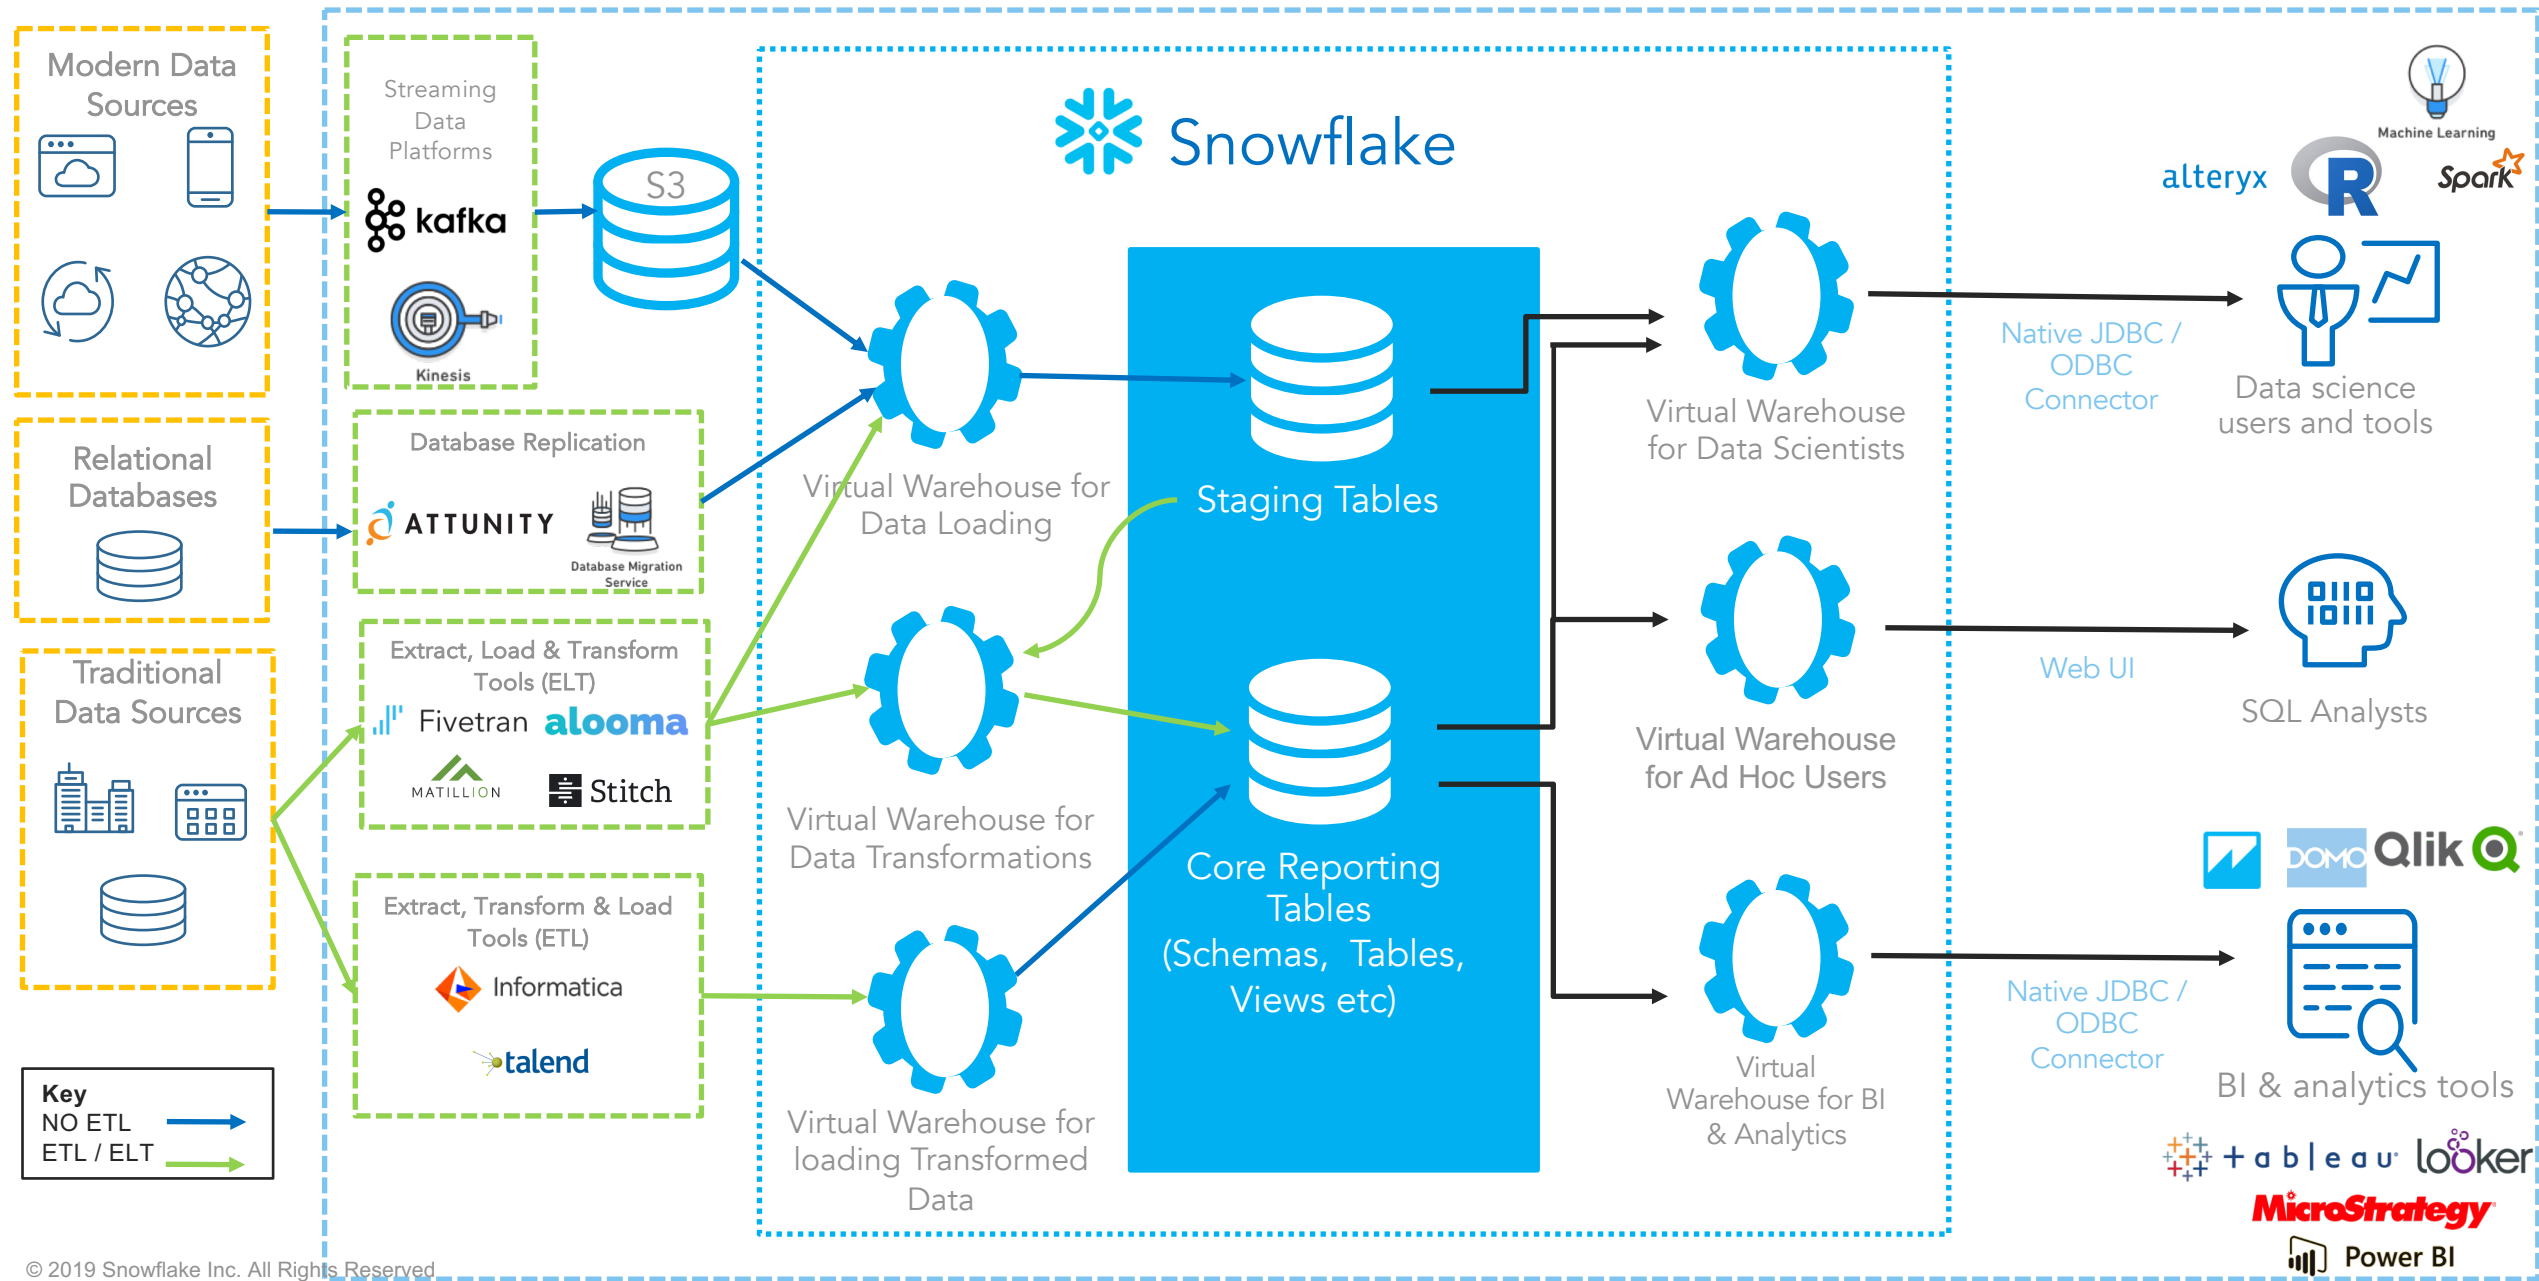 Modern Data
Sources
Relational
Databases
Traditional
Data Sources
Key
NO ETL
ETL / ELT
© 2019 Snowflake Inc. All Rights Reserved
Streaming
Data
Platforms
kafka
Kinesis
S3
Database Replication
ATTUNITY
Database Migration
Service
Extract, Load & Transform
Tools (ELT)
Fivetran
alooma
MATILLION
Stitch
Extract, Transform & Load
Tools (ETL)
Informatica
talend
Snowflake
Virtual Warehouse for
Data Loading
Virtual Warehouse for
Data Transformations
Virtual Warehouse for
loading Transformed
Data
Staging Tables
Core Reporting
Tables
(Schemas, Tables,
Views etc)
Virtual Warehouse
for Data Scientists
Virtual Warehouse
for Ad Hoc Users
Virtual
Warehouse for BI
& Analytics
Native JDBC /
ODBC
Connector
Web UI
Native JDBC /
ODBC
Connector
Machine Learning
alteryx
R
Spark
Data science
users and tools
0110
10111
SQL Analysts
DOMO
Qlik
BI & analytics tools
+ a b | e a u
looker
MicroStrategy
Power BI